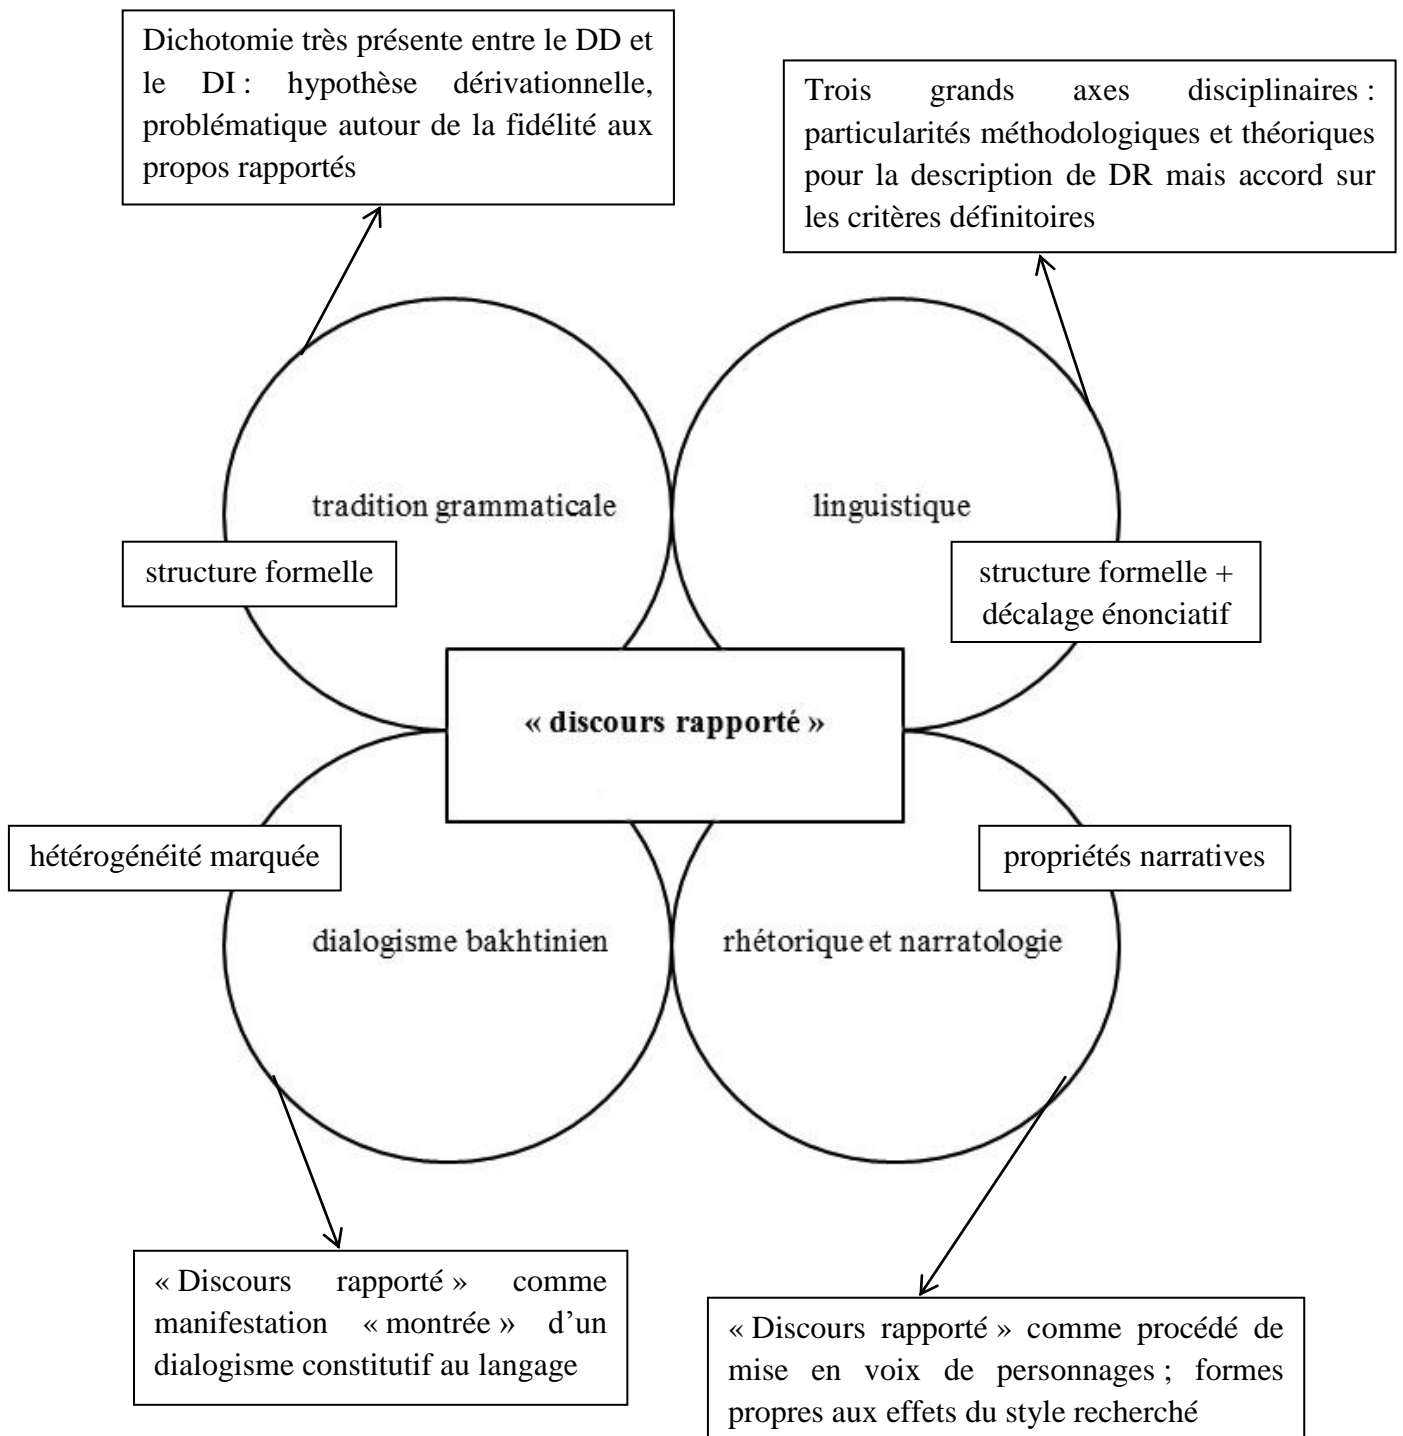 Dichotomie très présente entre le DD et
le DI : hypothèse dérivationnelle,
problématique autour de la fidélité aux
propos rapportés
Trois grands axes disciplinaires :
particularités méthodologiques et théoriques
pour la description de DR mais accord sur
les critères définitoires
tradition grammaticale
linguistique
structure formelle
structure formelle +
décalage énonciatif
« discours rapporté »
hétérogénéité marquée
propriétés narratives
dialogisme bakhtinien
rhétorique et narratologie
« Discours rapporté » comme
manifestation « montrée » d’un
dialogisme constitutif au langage
« Discours rapporté » comme procédé de
mise en voix de personnages ; formes
propres aux effets du style recherché